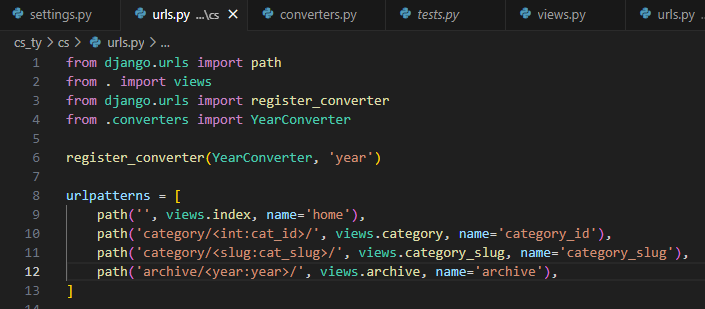 settings.py
urls.py ...\cs ×
converters.py
tests.py
views.py
urls.py
cs_ty > cs > urls.py > ...
1 from django.urls import path
2 from . import views
3 from django.urls import register_converter
4 from .converters import YearConverter
5
6 register_converter(YearConverter, 'year')
7
8 urlpatterns = [
9     path('', views.index, name='home'),
10     path('category/<int:cat_id>/', views.category, name='category_id'),
11     path('category/<slug:cat_slug>/', views.category_slug, name='category_slug'),
12     path('archive/<year:year>/', views.archive, name='archive'),
13 ]